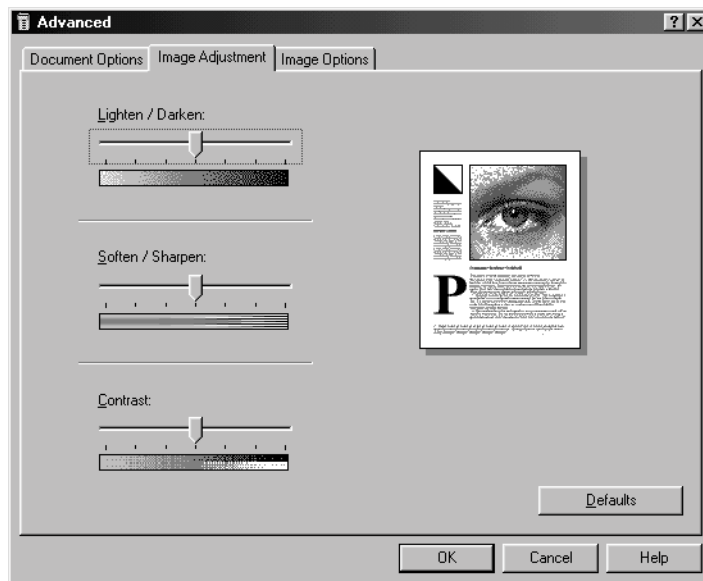 Advanced
Document Options Image Adjustment Image Options
Lighten / Darken:
Soften / Sharpen:
P
Contrast:
Defaults
OK Cancel Help